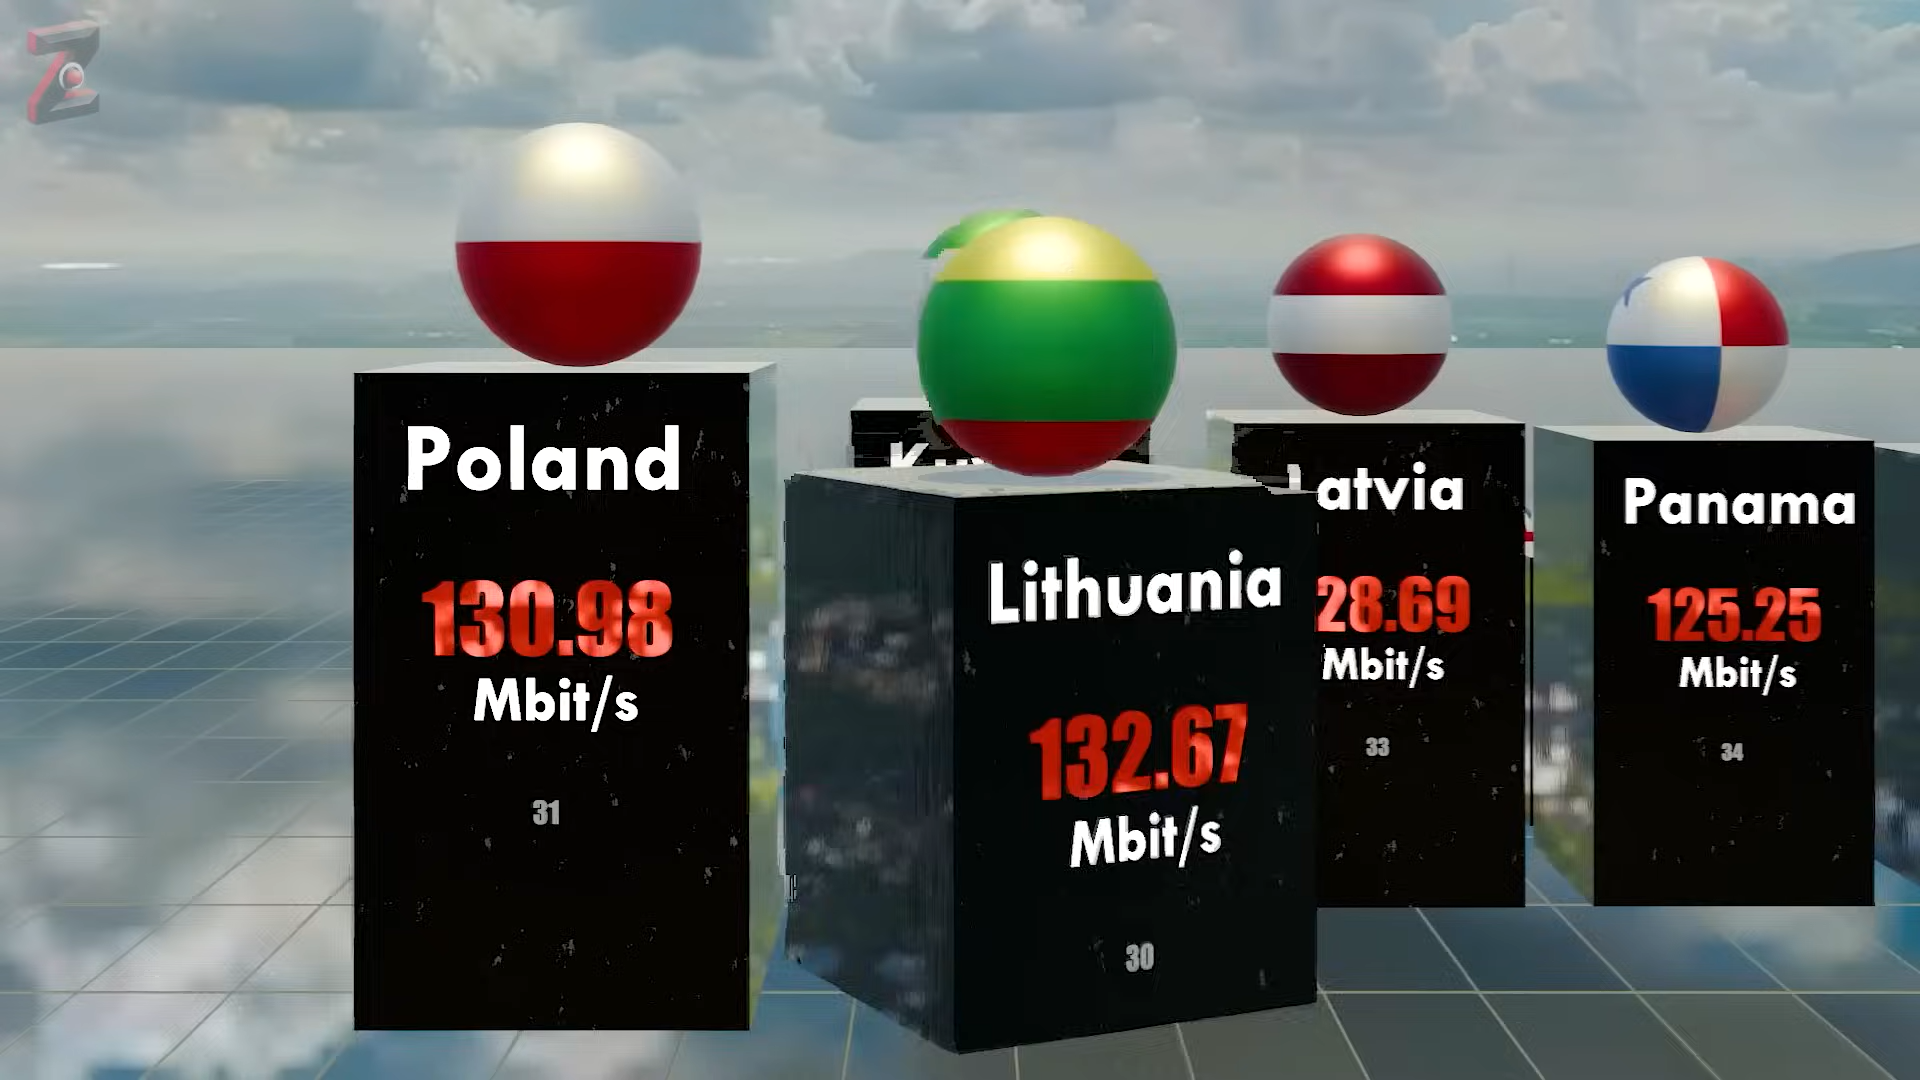 Poland
130.98
Mbit/s
31
Lithuania
132.67
Mbit/s
30
atvia
28.69
Mbit/s
33
Panama
125.25
Mbit/s
34